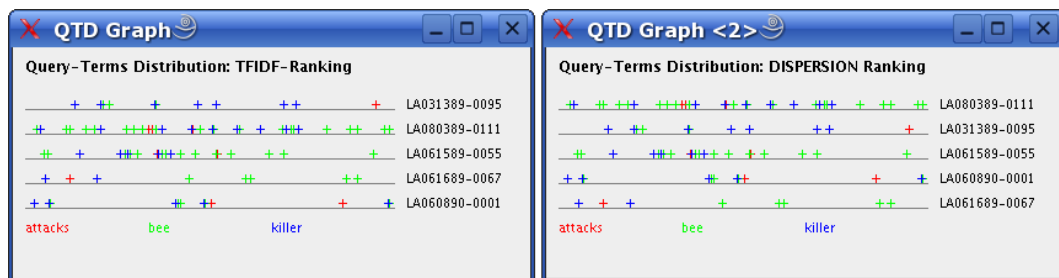 QTD Graph
Query-Terms Distribution: TFIDF-Ranking
LA031389-0095
LA080389-0111
LA061589-0055
LA061689-0067
LA060890-0001
attacks bee killer
QTD Graph <2>
Query-Terms Distribution: DISPERSION Ranking
LA080389-0111
LA031389-0095
LA061589-0055
LA060890-0001
LA061689-0067
attacks bee killer